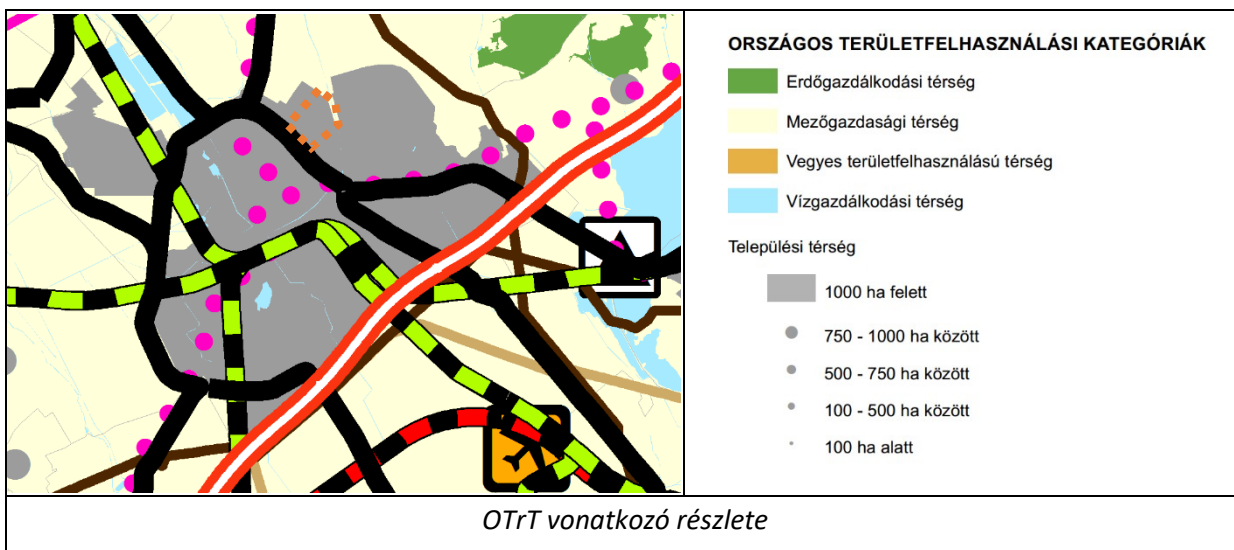 ORSZÁGOS TERÜLETFELHASZNÁLÁSI KATEGÓRIÁK
Erdőgazdálkodási térség
Mezőgazdasági térség
Vegyes területfelhasználású térség
Vízgazdálkodási térség
Települési térség
1000 ha felett
750 - 1000 ha között
500 - 750 ha között
100 - 500 ha között
100 ha alatt
OTrT vonatkozó részlete